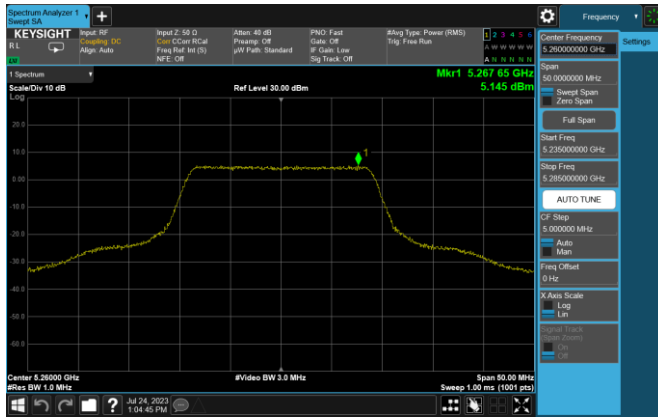 Spectrum Analyzer 1
Swept SA
Frequency
KEYSIGHT
R L
Input: RF
Coupling: DC
Align: Auto
Input Z: 50 Ω
Corr CCorr RCal
Freq Ref: Int (S)
NFE: Off
Atten: 40 dB
Preamp: Off
µW Path: Standard
PNO: Fast
Gate: Off
IF Gain: Low
Sig Track: Off
#Avg Type: Power (RMS)
Trig: Free Run
1 2 3 4 5 6
A W W W W W
A N N N N N
LXI
1 Spectrum
Scale/Div 10 dB
Log
Ref Level 30.00 dBm
Mkr1 5.267 65 GHz
5.145 dBm
1
20.0
10.0
0.00
-10.0
-20.0
-30.0
-40.0
-50.0
-60.0
Center 5.26000 GHz
#Res BW 1.0 MHz
#Video BW 3.0 MHz
Span 50.00 MHz
Sweep 1.00 ms (1001 pts)
?
Jul 24, 2023
1:04:45 PM
Settings
Center Frequency
5.260000000 GHz
Span
50.0000000 MHz
Swept Span
Zero Span
Full Span
Start Freq
5.235000000 GHz
Stop Freq
5.285000000 GHz
AUTO TUNE
CF Step
5.000000 MHz
Auto
Man
Freq Offset
0 Hz
X Axis Scale
Log
Lin
Signal Track
(Span Zoom)
On
Off